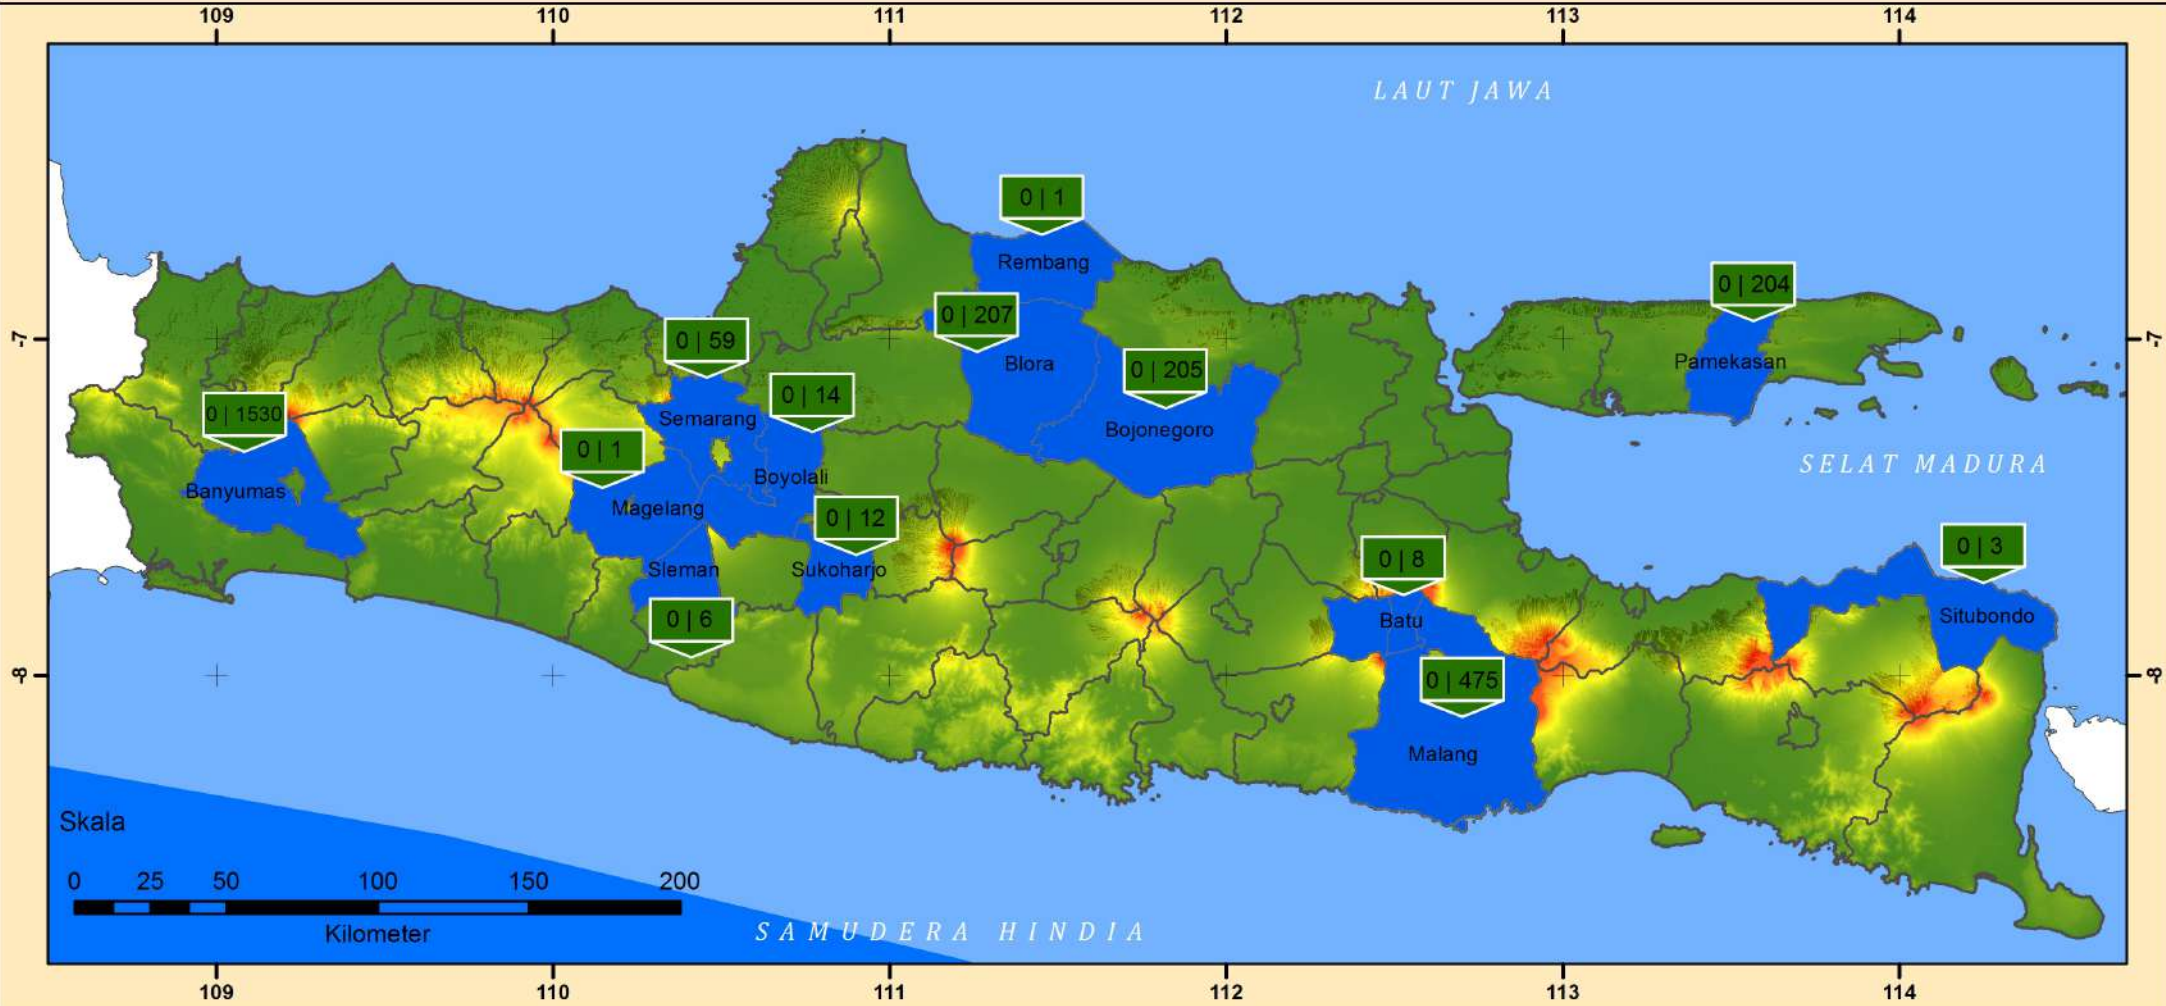 109 110 111 112 113 114
LAUT JAWA
0 | 1
Rembang
0 | 204
0 | 207
-7
0 | 59
-7
Blora
0 | 205
Pamekasan
0 | 14
0 | 1530
Semarang
Bojonegoro
0 | 1
SELAT MADURA
Boyolali
Banyumas
Magelang
0 | 12
0 | 3
0 | 8
Sleman
Sukoharjo
0 | 6
Batu
Situbondo
-8
0 | 475
-8
Malang
Skala
0 25 50 100 150 200
Kilometer
SAMUDERA HINDIA
109 110 111 112 113 114